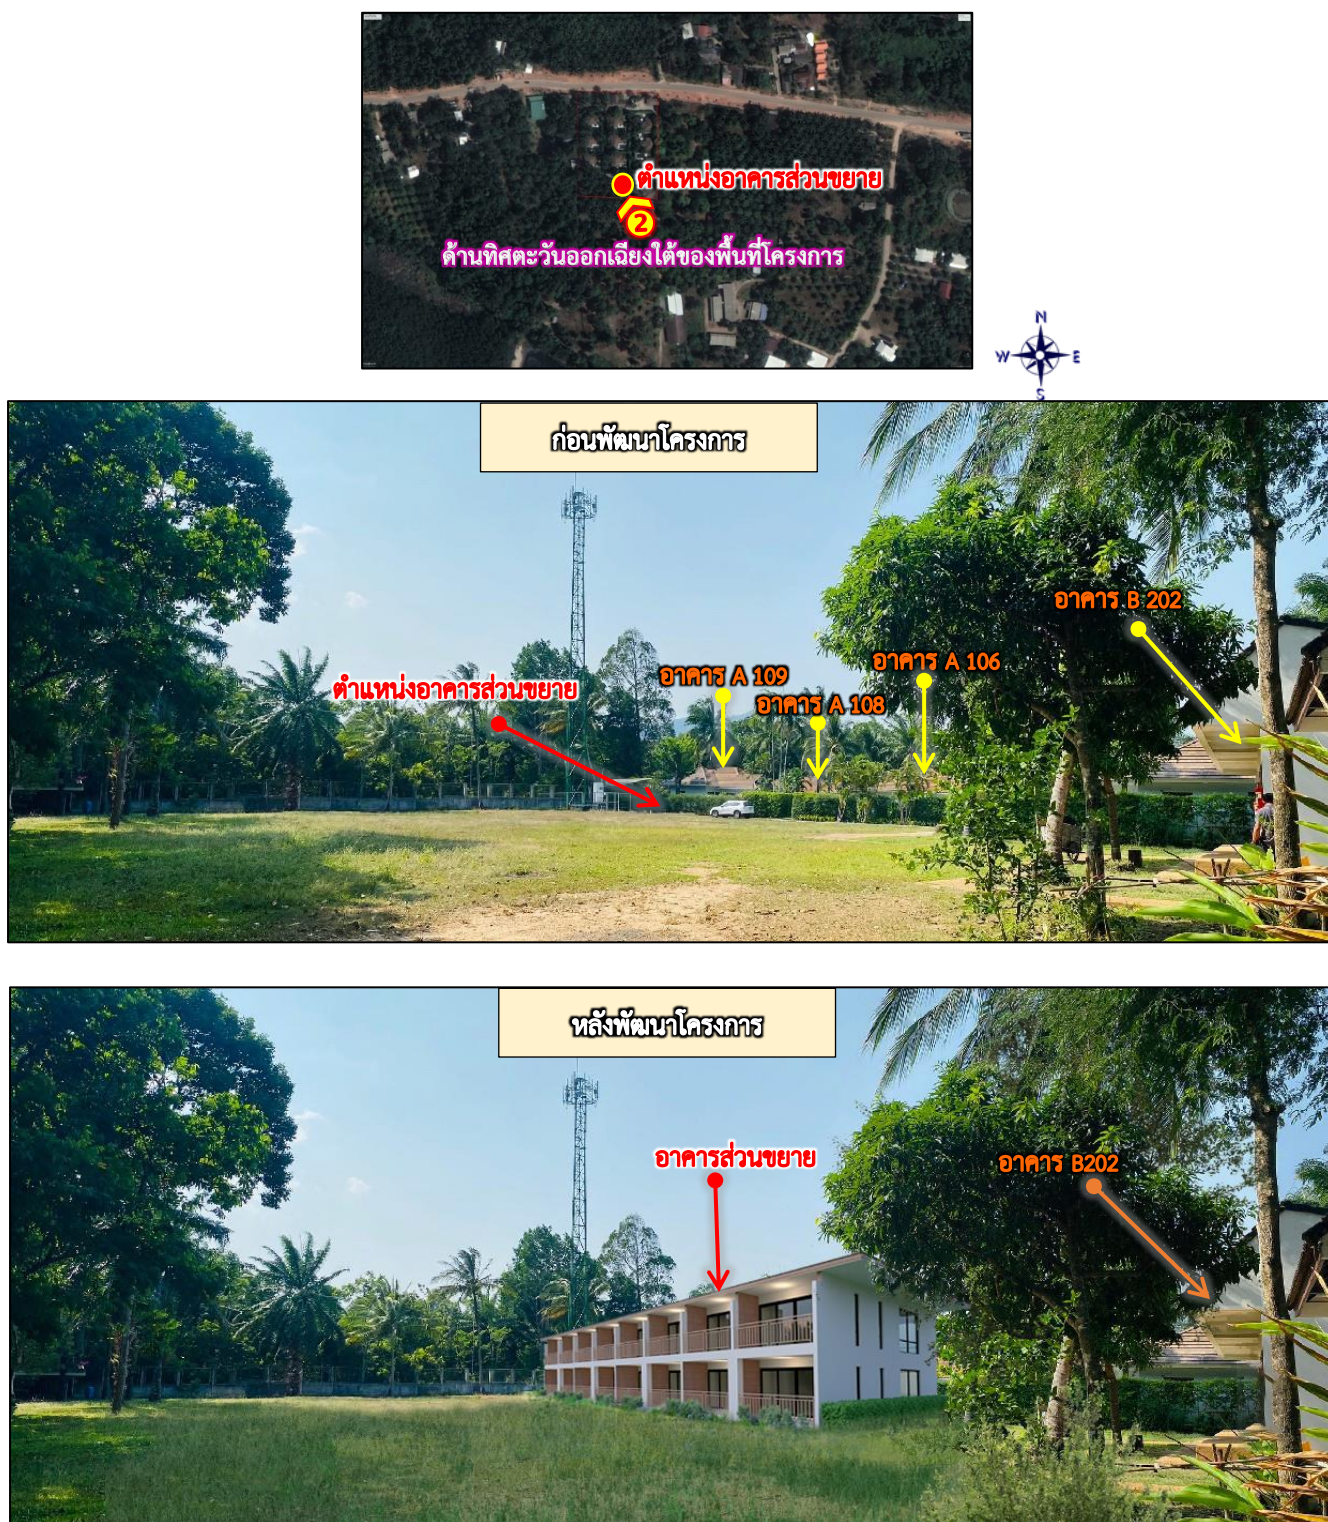 ตำแหน่งอาคารส่วนขยาย
2
ด้านทิศตะวันออกเฉียงใต้ของพื้นที่โครงการ
N
W E
S
ก่อนพัฒนาโครงการ
อาคาร B 202
อาคาร A 106
อาคาร A 109
ตำแหน่งอาคารส่วนขยาย
อาคาร A 108
หลังพัฒนาโครงการ
อาคารส่วนขยาย
อาคาร B202